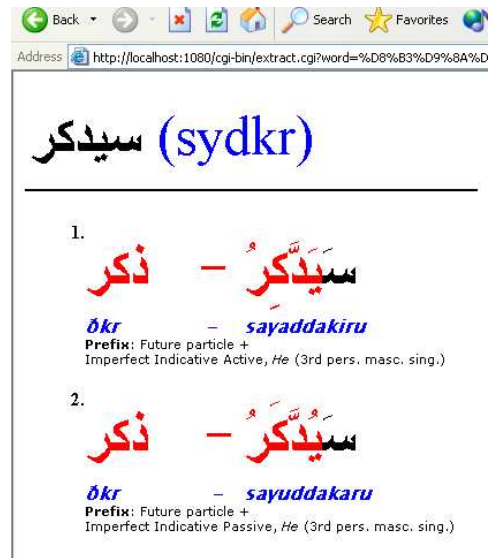 Back Search Favorites
Address http://localhost:1080/cgi-bin/extract.cgi?word=%D8%B3%D9%8A%D
سيدكر (sydkr)
1. سَيَدَّكِرُ – ذكر
ðkr – sayaddakiru
Prefix: Future particle +
Imperfect Indicative Active, He (3rd pers. masc. sing.)
2. سَيُدَّكَرُ – ذكر
ðkr – sayuddakaru
Prefix: Future particle +
Imperfect Indicative Passive, He (3rd pers. masc. sing.)